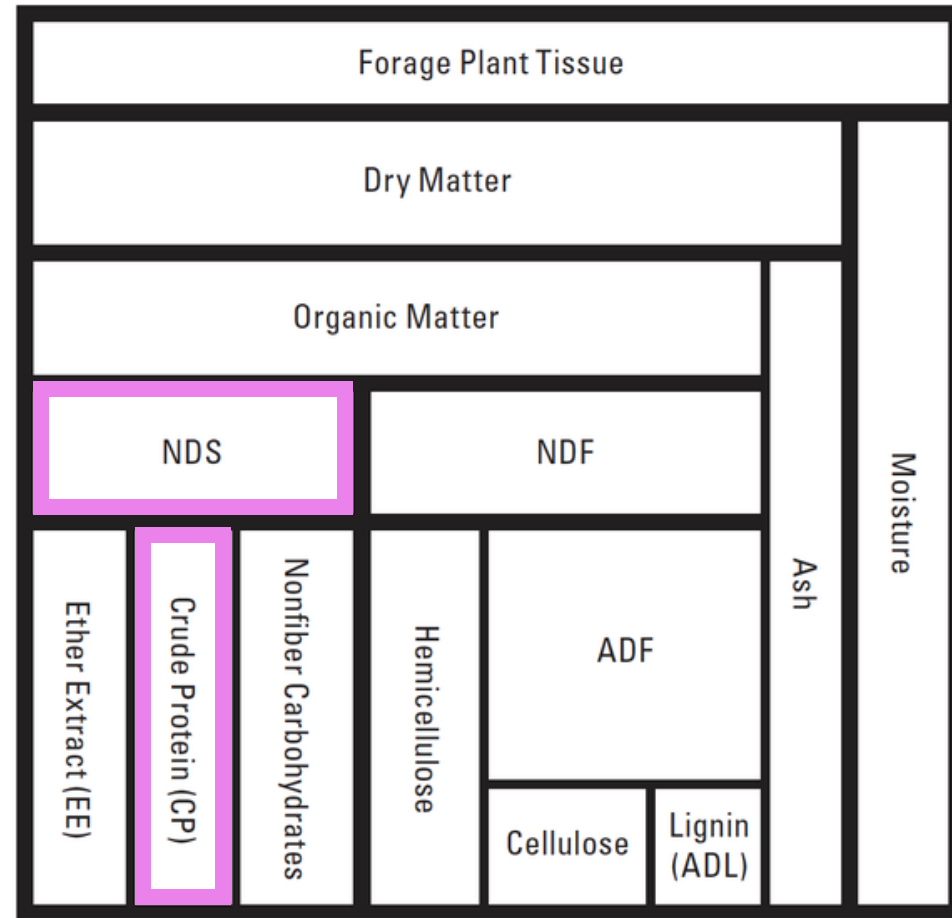 Forage Plant Tissue
Dry Matter
Organic Matter
NDS
NDF
Moisture
Ash
Ether Extract (EE)
Crude Protein (CP)
Nonfiber Carbohydrates
Hemicellulose
ADF
Cellulose
Lignin
(ADL)